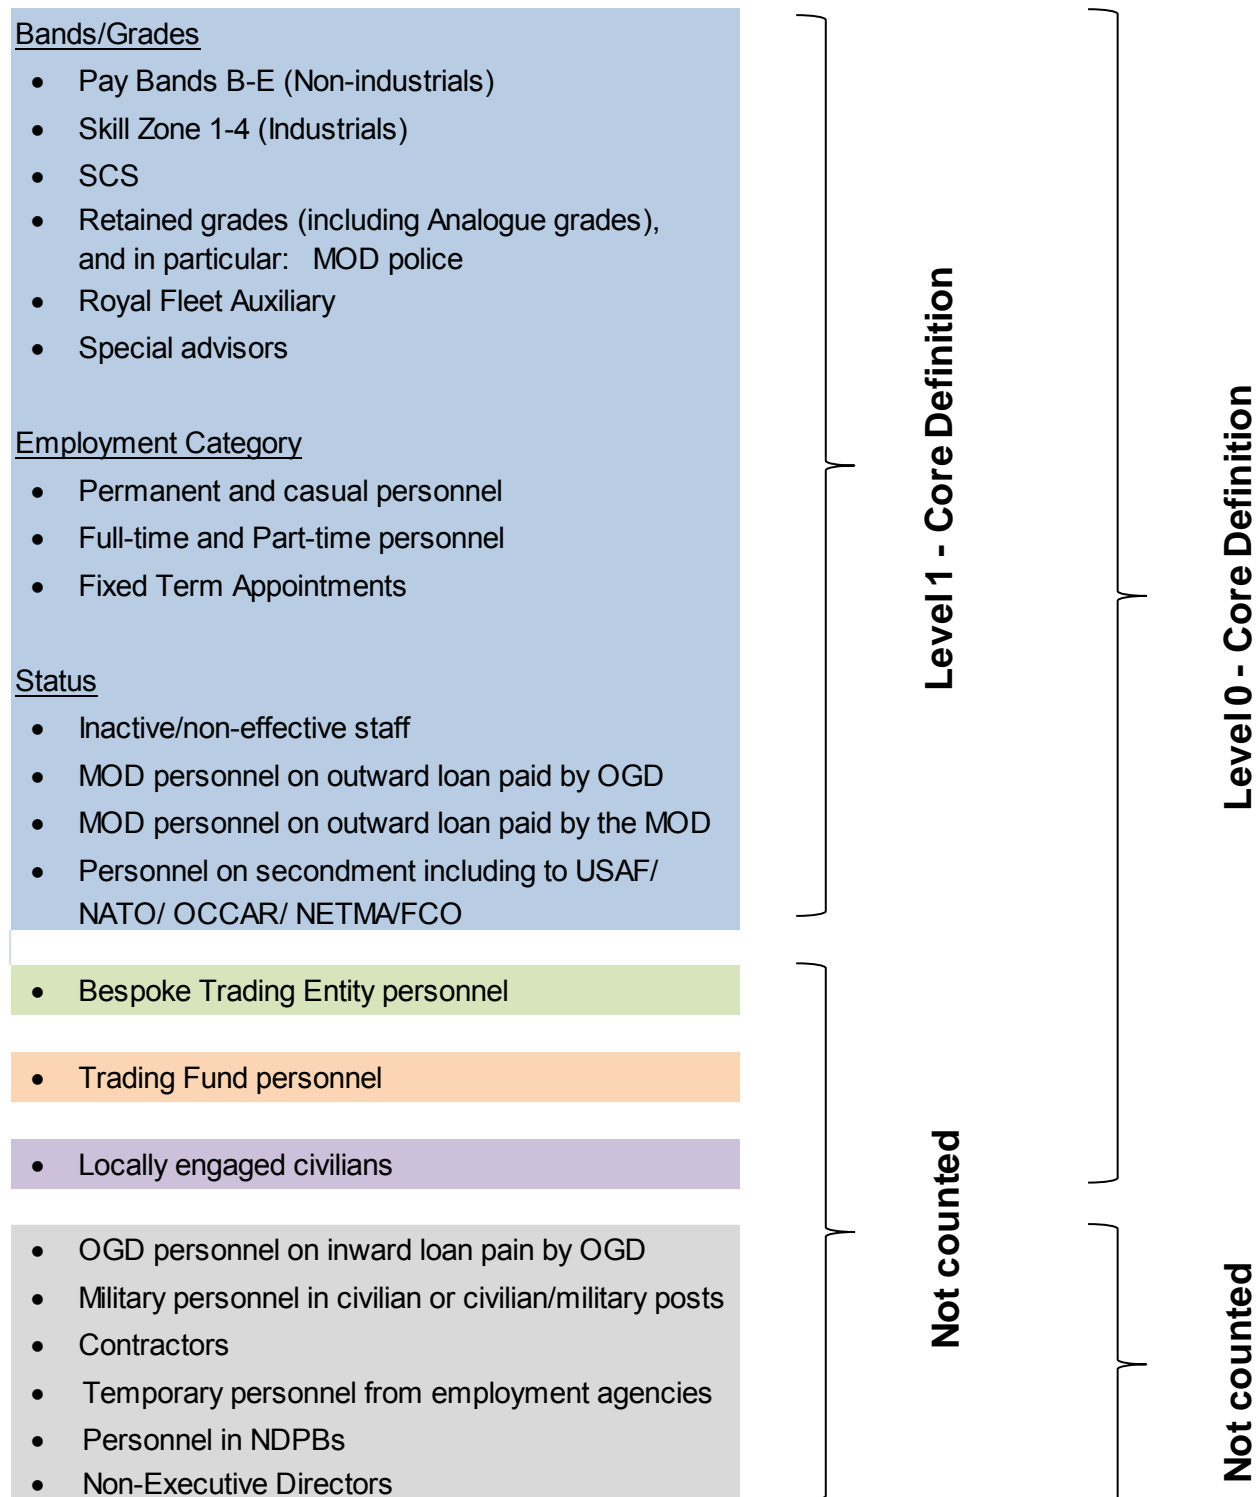 Bands/Grades
• Pay Bands B-E (Non-industrials)
• Skill Zone 1-4 (Industrials)
• SCS
• Retained grades (including Analogue grades),
and in particular: MOD police
• Royal Fleet Auxiliary
• Special advisors
Employment Category
• Permanent and casual personnel
• Full-time and Part-time personnel
• Fixed Term Appointments
Status
• Inactive/non-effective staff
• MOD personnel on outward loan paid by OGD
• MOD personnel on outward loan paid by the MOD
• Personnel on secondment including to USAF/
NATO/ OCCAR/ NETMA/FCO
• Bespoke Trading Entity personnel
• Trading Fund personnel
• Locally engaged civilians
• OGD personnel on inward loan pain by OGD
• Military personnel in civilian or civilian/military posts
• Contractors
• Temporary personnel from employment agencies
• Personnel in NDPBs
• Non-Executive Directors
Level 1 - Core Definition
Not counted
Level 0 - Core Definition
Not counted